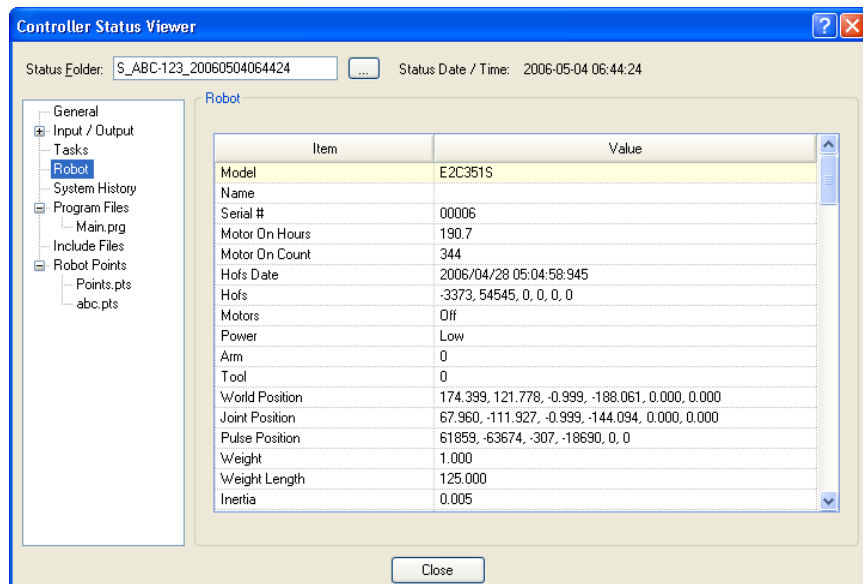 Controller Status Viewer
Status Folder: S_ABC-123_20060504064424 ... Status Date / Time: 2006-05-04 06:44:24
General
Input / Output
Tasks
Robot
System History
Program Files
Main.prg
Include Files
Robot Points
Points.pts
abc.pts
Robot
Item Value
Model E2C351S
Name
Serial # 00006
Motor On Hours 190.7
Motor On Count 344
Hofs Date 2006/04/28 05:04:58:945
Hofs -3373, 54545, 0, 0, 0, 0
Motors Off
Power Low
Arm 0
Tool 0
World Position 174.399, 121.778, -0.999, -188.061, 0.000, 0.000
Joint Position 67.960, -111.927, -0.999, -144.094, 0.000, 0.000
Pulse Position 61859, -63674, -307, -18690, 0, 0
Weight 1.000
Weight Length 125.000
Inertia 0.005
Close